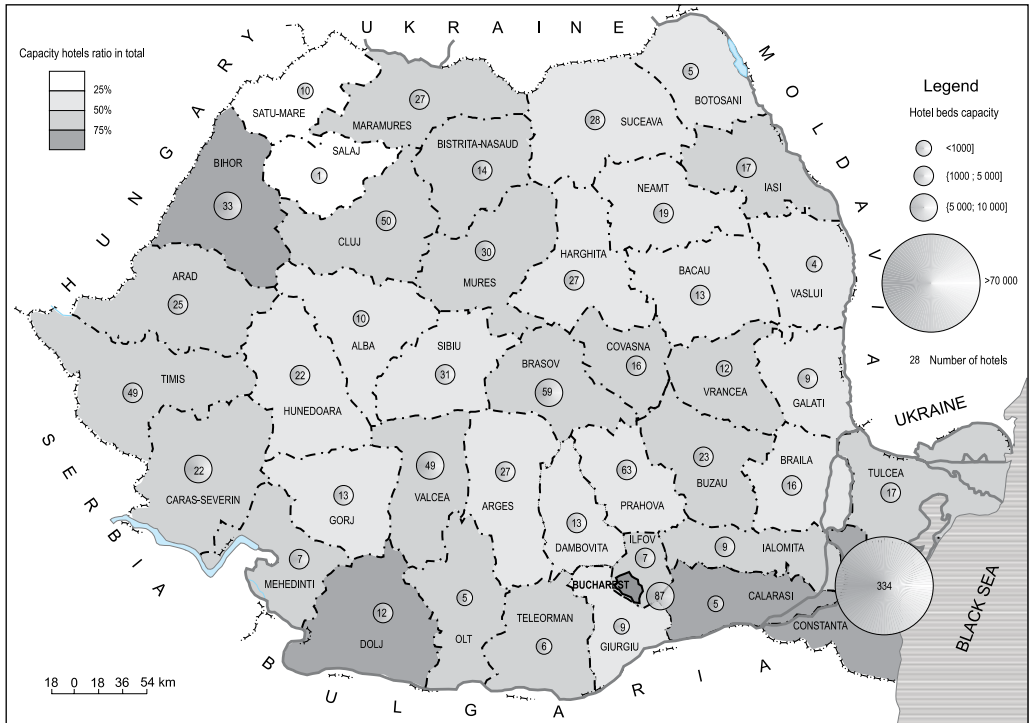 UKRAINE
HUNGARY
MOLDAVIA
SERBIA
BULGARIA
UKRAINE
BLACK SEA
Capacity hotels ratio in total
25%
50%
75%
Legend
Hotel beds capacity
<1000]
{1000 ; 5 000]
{5 000; 10 000]
>70 000
28 Number of hotels
10
SATU-MARE
27
MARAMURES
28
SUCEAVA
5
BOTOSANI
SALAJ
1
BISTRITA-NASAUD
14
17
IASI
BIHOR
33
50
CLUJ
30
MURES
HARGHITA
27
NEAMT
19
BACAU
13
4
VASLUI
ARAD
25
10
ALBA
SIBIU
31
BRASOV
59
COVASNA
16
12
VRANCEA
9
GALATI
TIMIS
49
22
HUNEDOARA
22
CARAS-SEVERIN
13
GORJ
49
VALCEA
27
ARGES
13
DAMBOVITA
63
PRAHOVA
23
BUZAU
BRAILA
16
TULCEA
17
7
MEHEDINTI
12
DOLJ
5
OLT
TELEORMAN
6
ILFOV
7
BUCHAREST
87
9
GIURGIU
9
IALOMITA
5
CALARASI
334
CONSTANTA
18 0 18 36 54 km